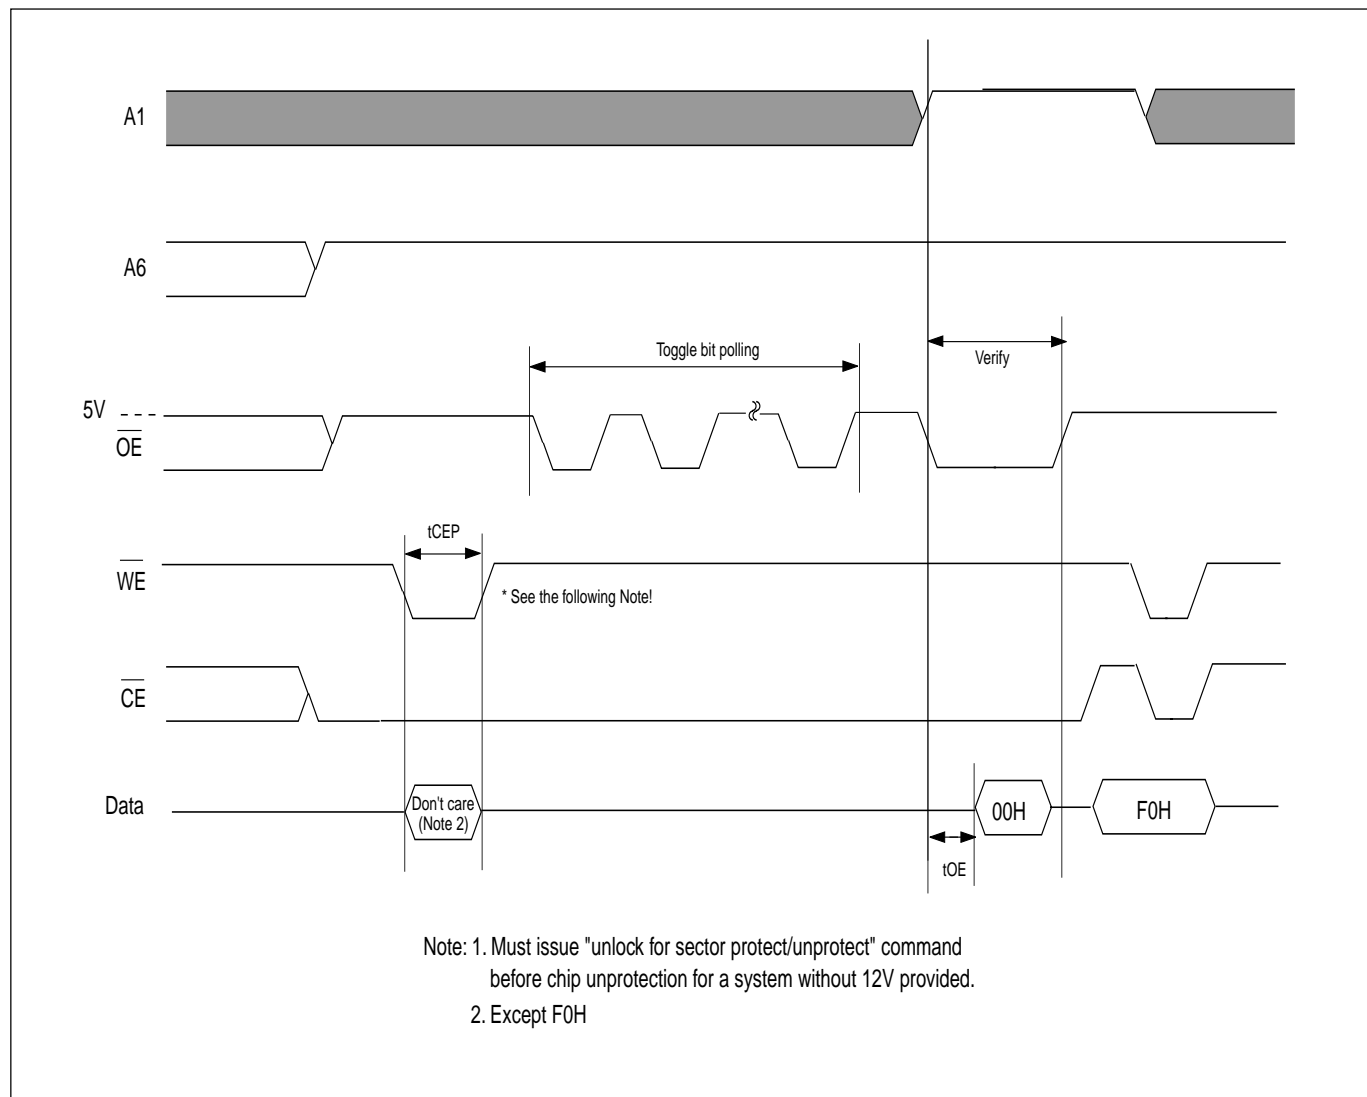 A1
A6
Toggle bit polling
Verify
5V
OE
tCEP
WE
* See the following Note!
CE
Data
Don't care
(Note 2)
00H
F0H
tOE
Note: 1. Must issue "unlock for sector protect/unprotect" command
before chip unprotection for a system without 12V provided.
2. Except F0H